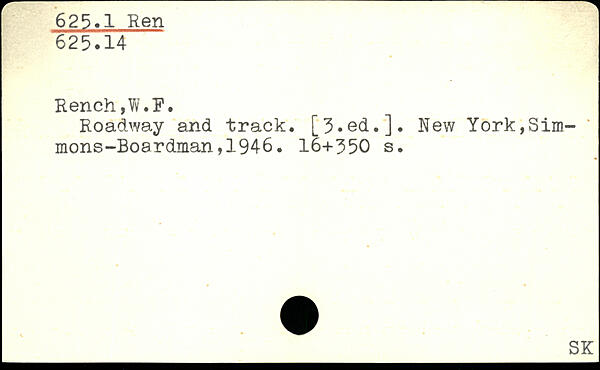 625.1 Ren
625.14
Rench,W.F.
Roadway and track. [3.ed.]. New York,Sim-
mons-Boardman,1946. 16+350 s.
SK